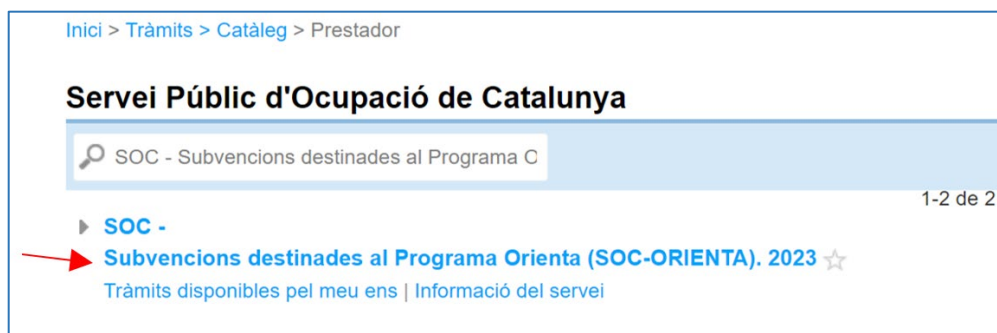 Inici > Tràmits > Catàleg > Prestador
Servei Públic d'Ocupació de Catalunya
SOC - Subvencions destinades al Programa O
1-2 de 2
SOC -
Subvencions destinades al Programa Orienta (SOC-ORIENTA). 2023
Tràmits disponibles pel meu ens | Informació del servei